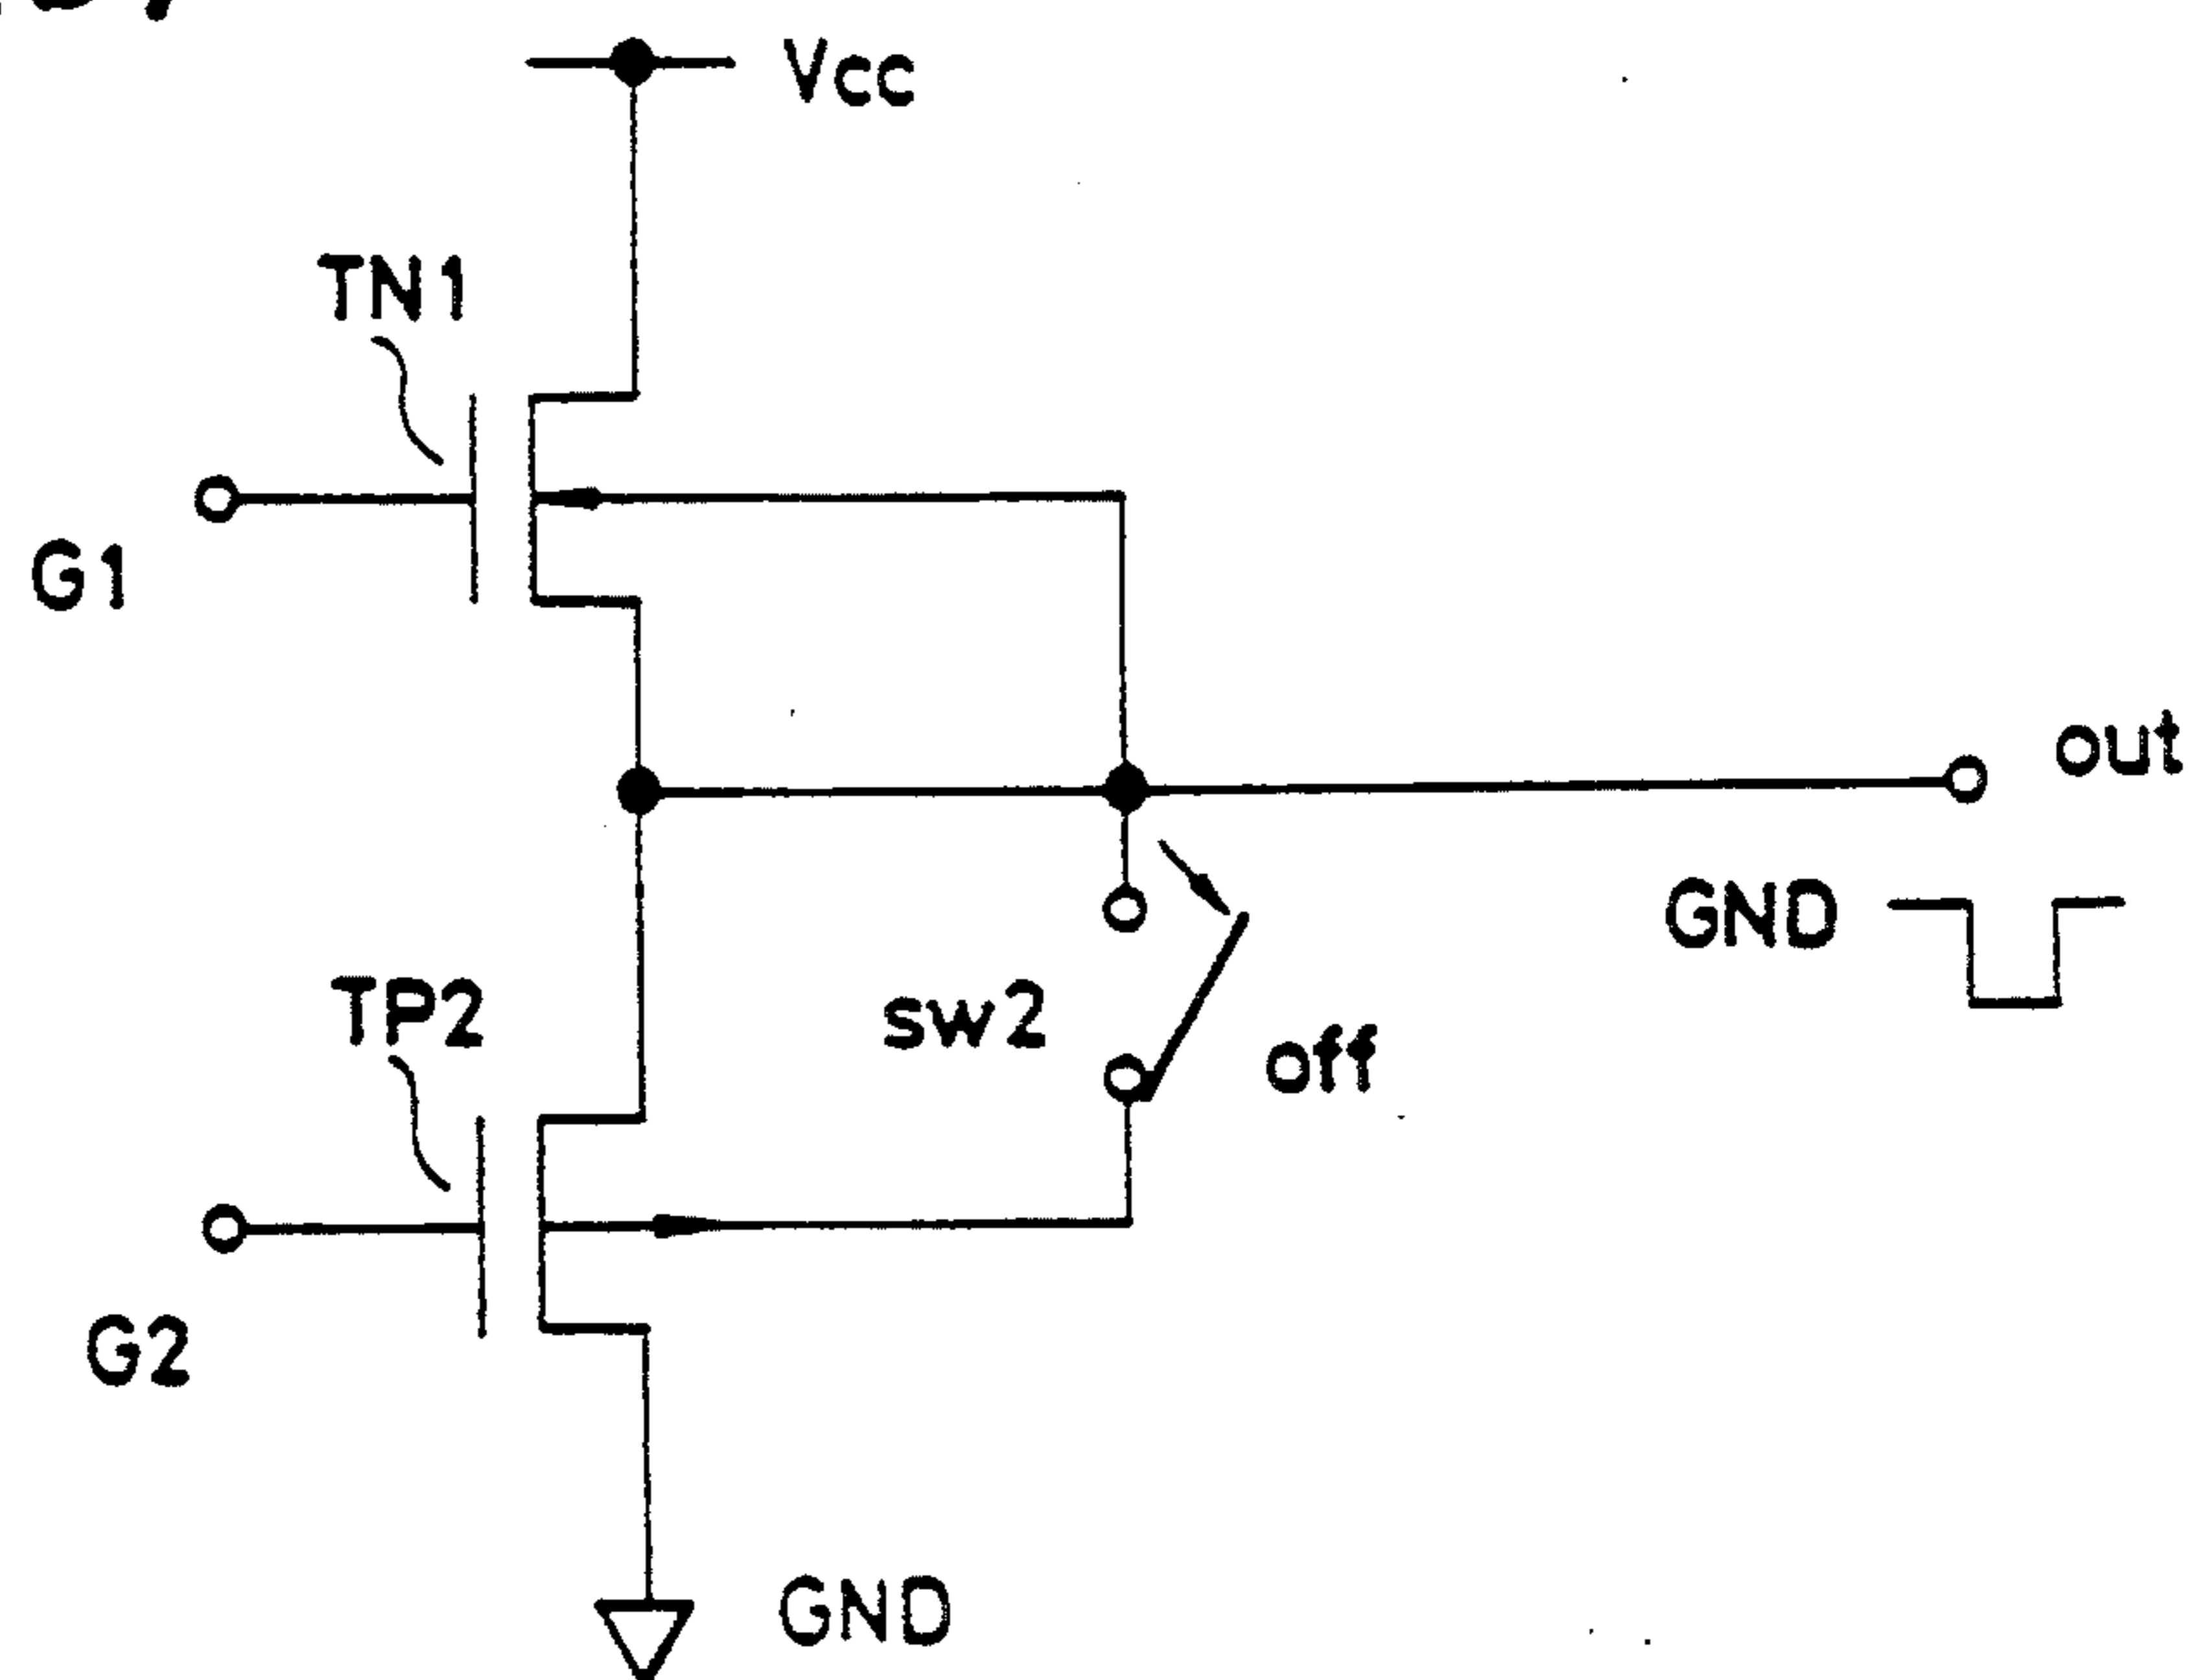 Vcc
TN1
G1
out
GND
TP2
sw2
off
G2
GND